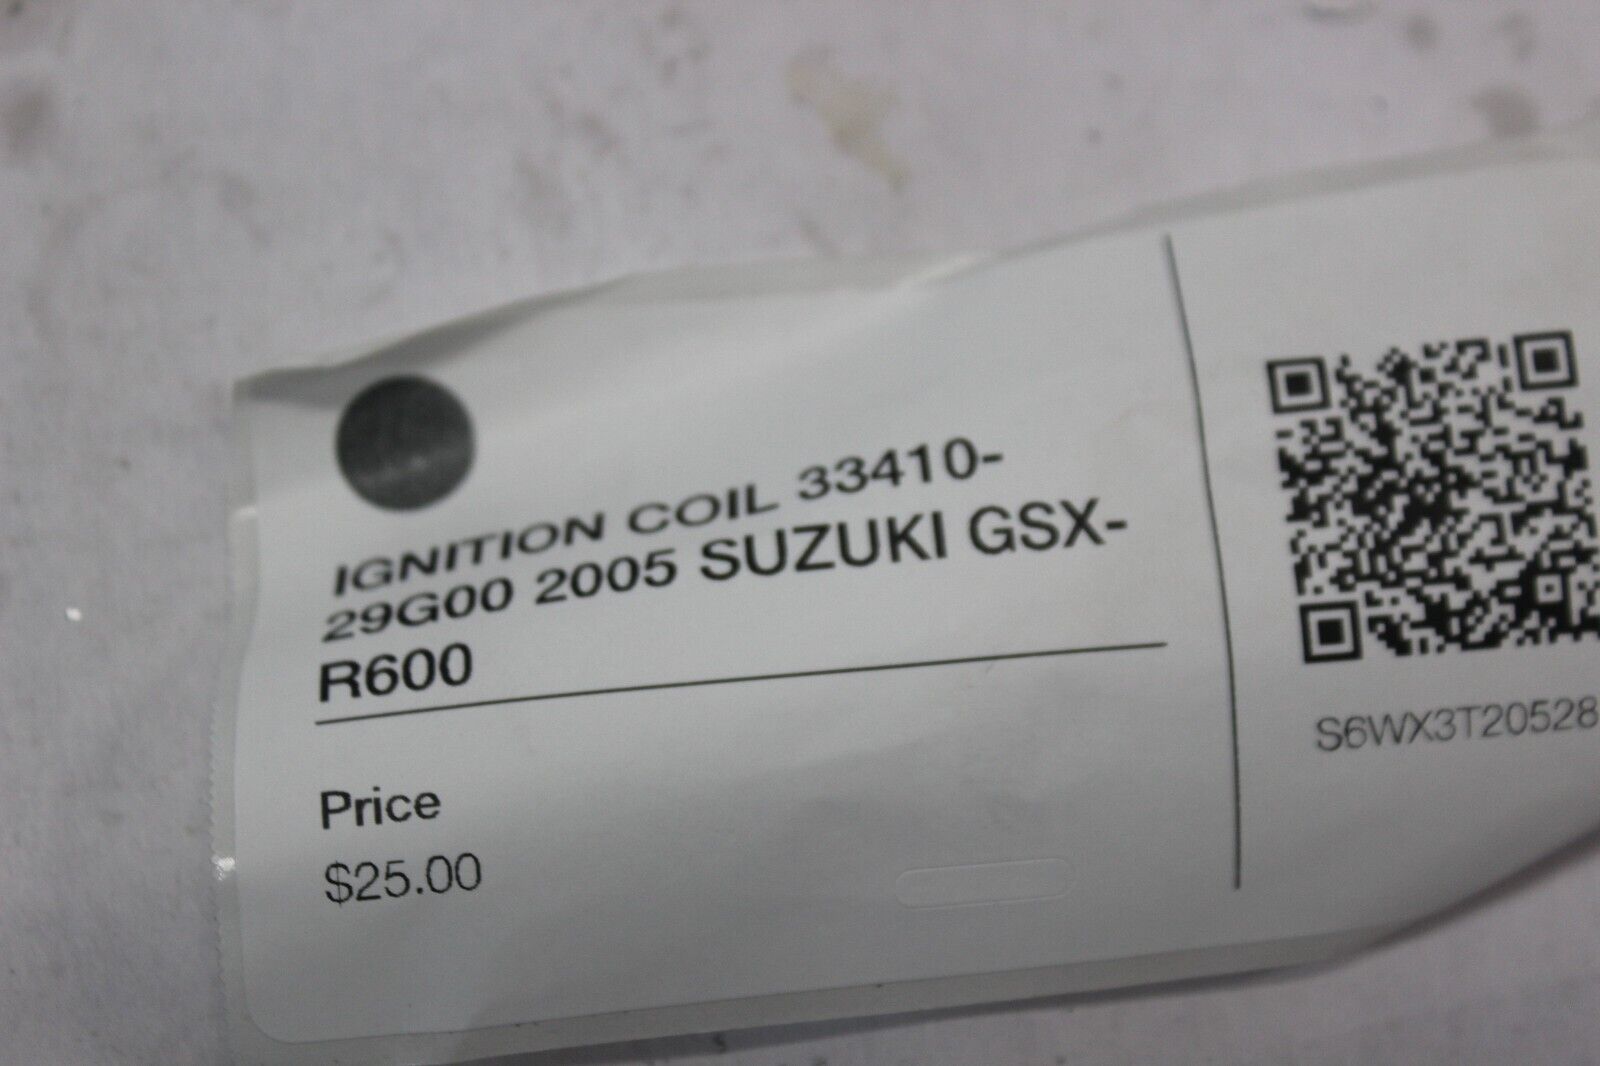 IGNITION COIL 33410-
29G00 2005 SUZUKI GSX-
R600
Price
$25.00
S6WX3T20528